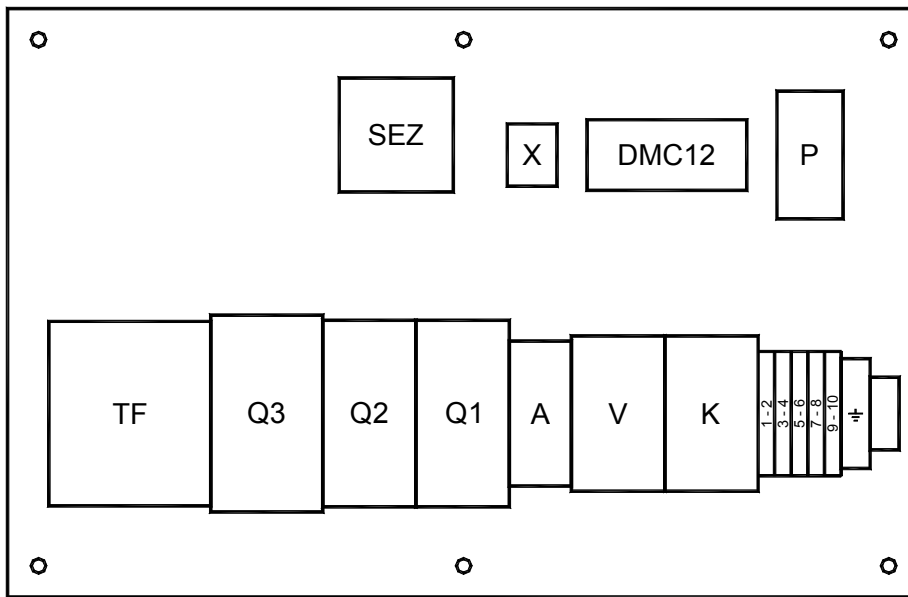 SEZ
X
DMC12
P
TF
Q3
Q2
Q1
A
V
K
1 - 2
3 - 4
5 - 6
7 - 8
9 - 10